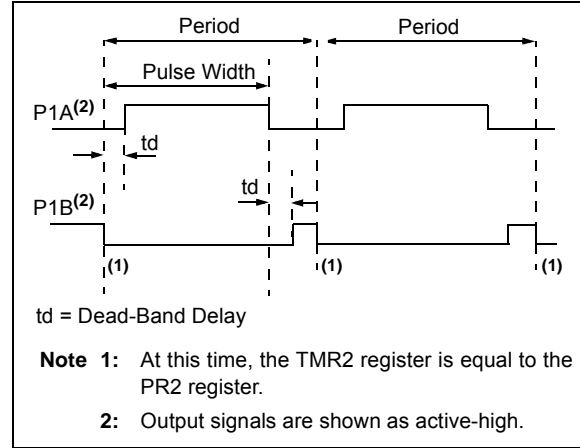 Period Period
Pulse Width
P1A(2)
td
td
P1B(2)
(1) (1) (1)
td = Dead-Band Delay
Note 1: At this time, the TMR2 register is equal to the
PR2 register.
2: Output signals are shown as active-high.